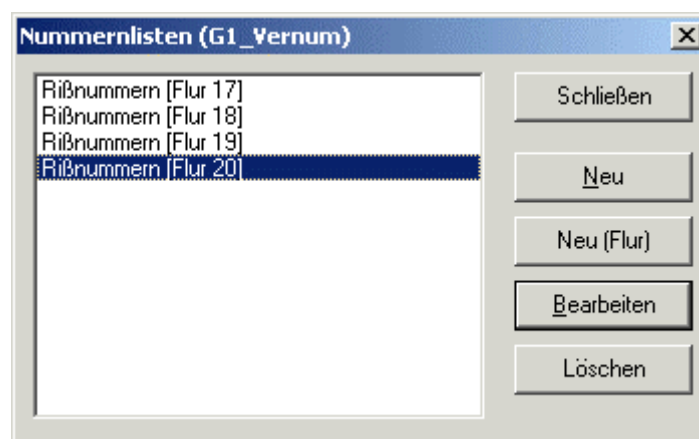 Nummernlisten (G1_Vernum)
Rißnummern [Flur 17]
Rißnummern [Flur 18]
Rißnummern [Flur 19]
Rißnummern [Flur 20]
Schließen
Neu
Neu (Flur)
Bearbeiten
Löschen